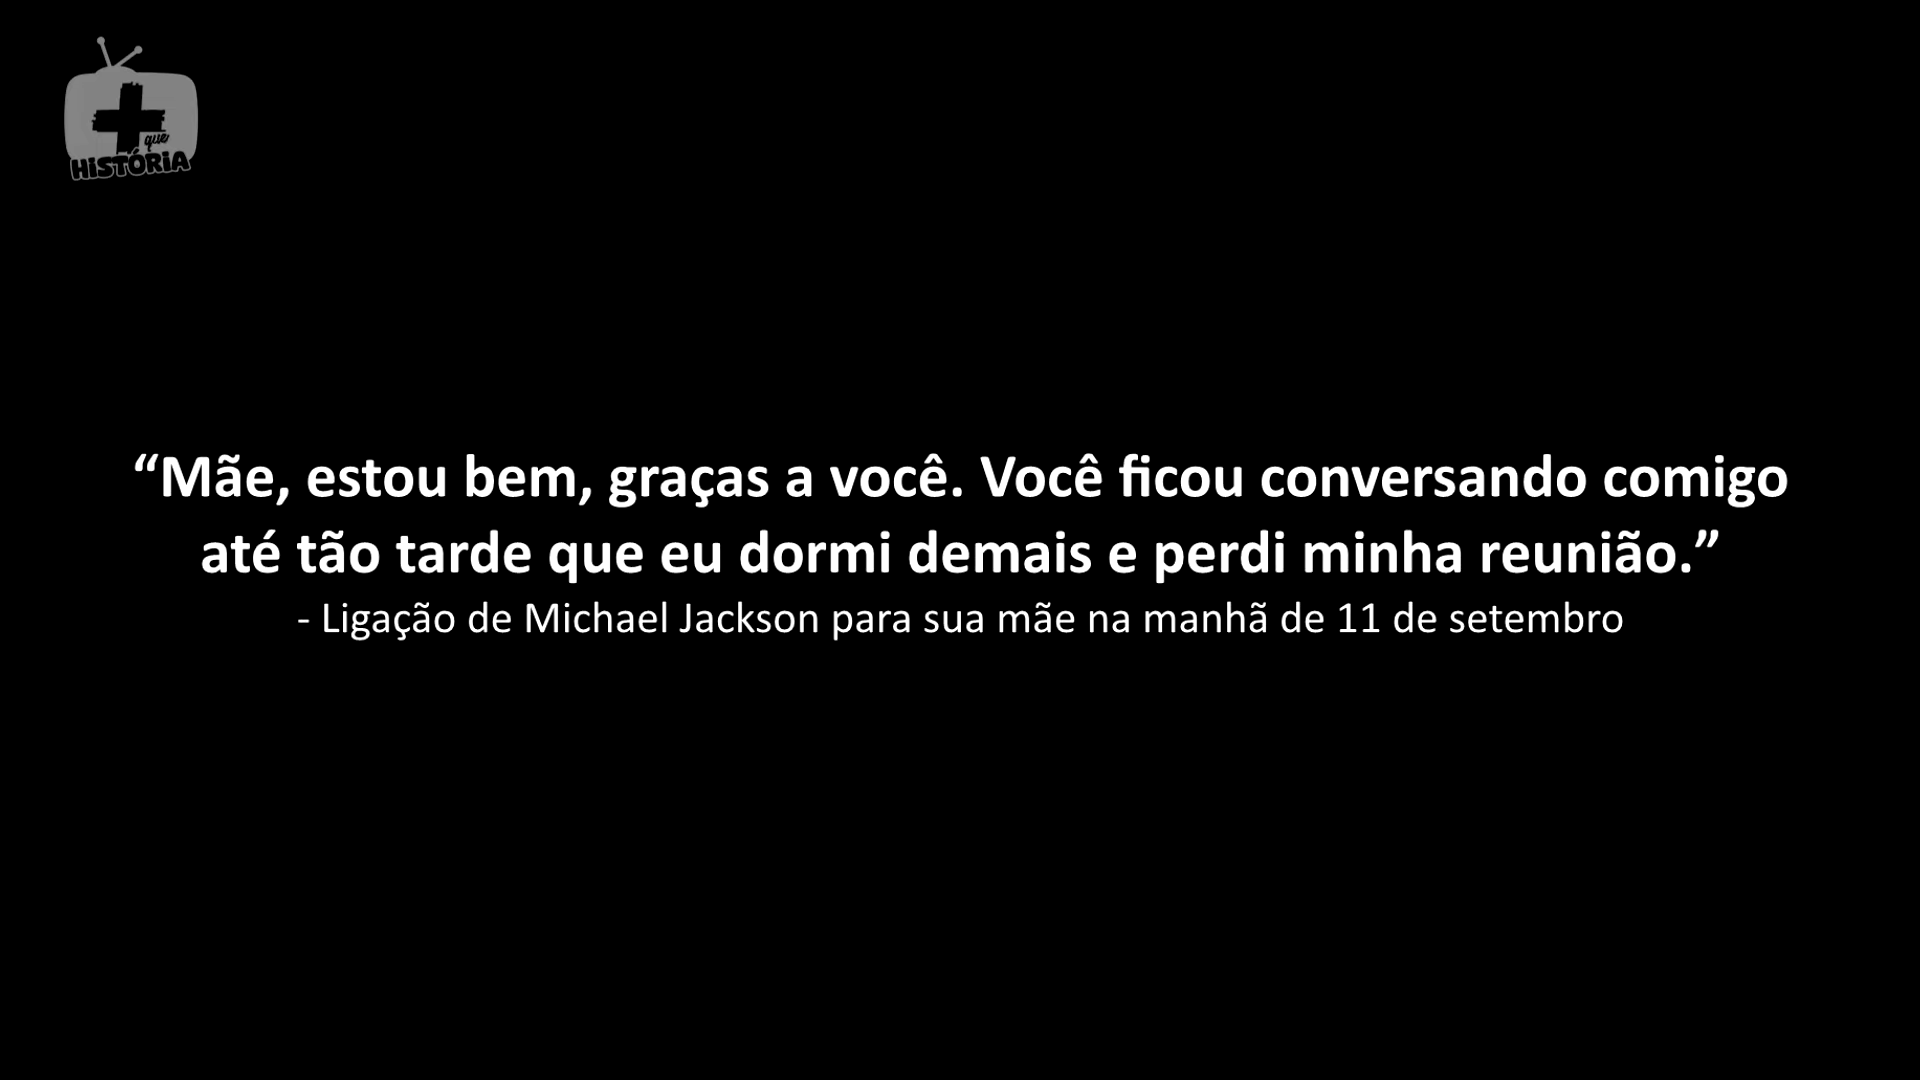 que
HiSTÓRiA
“Mãe, estou bem, graças a você. Você ficou conversando comigo
até tão tarde que eu dormi demais e perdi minha reunião.”
- Ligação de Michael Jackson para sua mãe na manhã de 11 de setembro